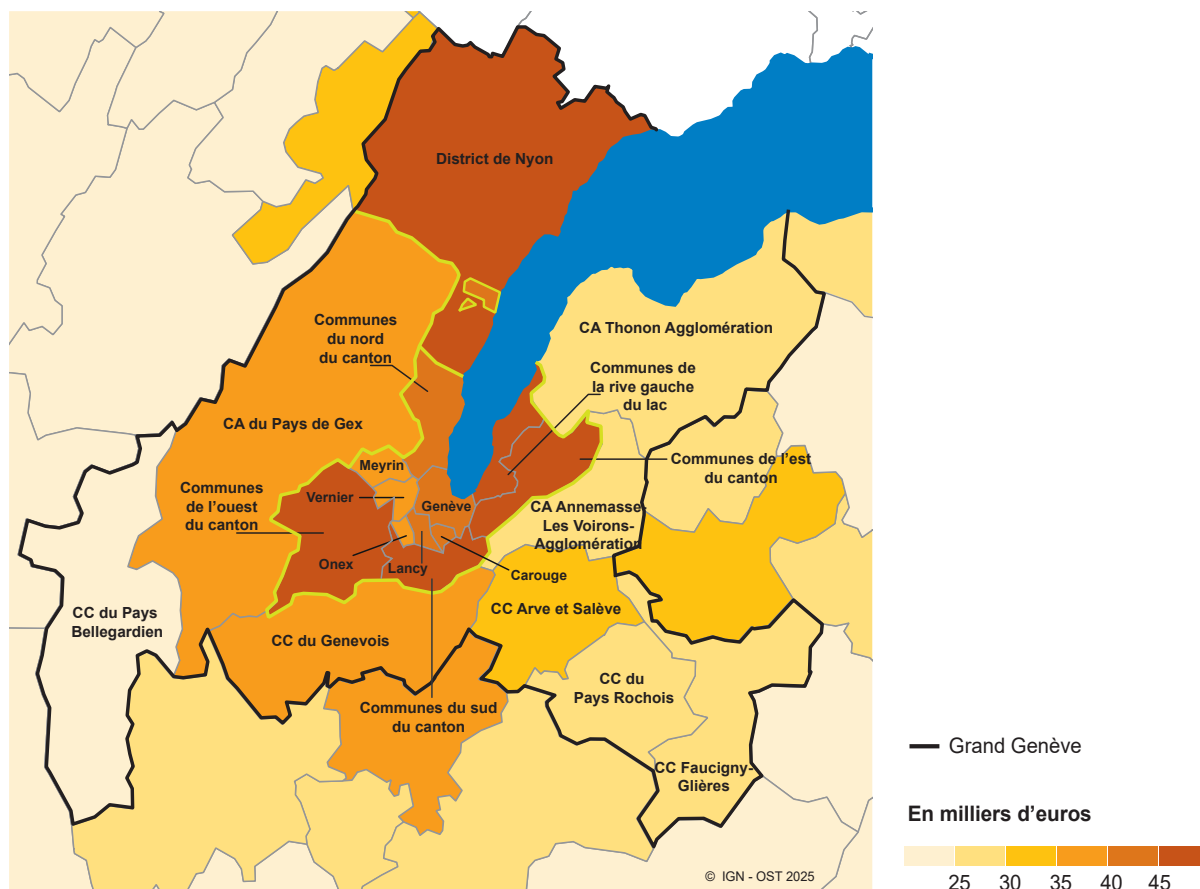 District de Nyon
Communes
du nord
du canton
CA Thonon Agglomération
Communes de
la rive gauche
du lac
CA du Pays de Gex
Communes de l'est
du canton
Meyrin
Communes
de l'ouest
du canton
Vernier
Genève
CA Annemasse-
Les Voirons-
Agglomération
Onex
Lancy
Carouge
CC du Pays
Bellegardien
CC Arve et Salève
CC du Genevois
CC du
Pays Rochois
Communes du sud
du canton
CC Faucigny-
Glières
© IGN - OST 2025
Grand Genève
En milliers d'euros
25 30 35 40 45